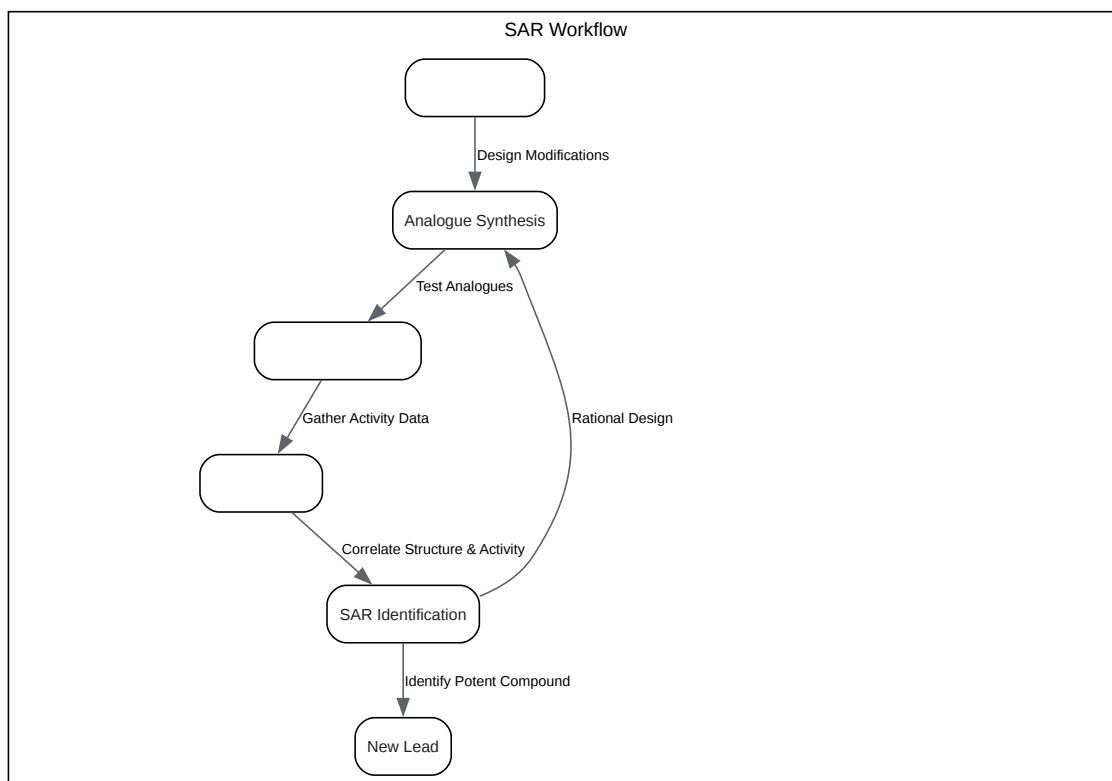 SAR Workflow
Design Modifications
Analogue Synthesis
Test Analogues
Gather Activity Data
Rational Design
Correlate Structure & Activity
SAR Identification
Identify Potent Compound
New Lead